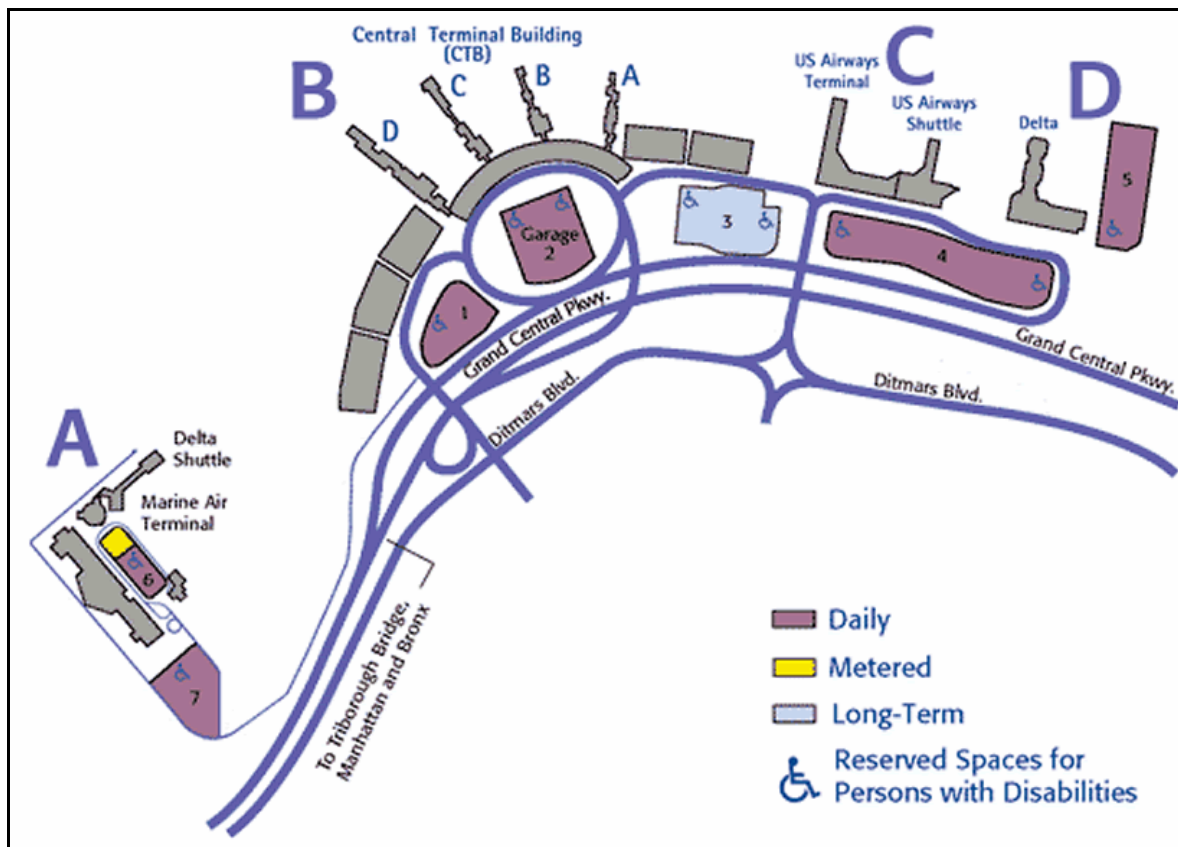 Central Terminal Building
(CTB)
B
D
C
B
A
US Airways
Terminal
C
US Airways
Shuttle
D
Delta
5
3
4
Garage
2
1
Grand Central Pkwy.
Grand Central Pkwy.
Ditmars Blvd.
Ditmars Blvd.
A
Delta
Shuttle
Marine Air
Terminal
6
7
To Triborough Bridge,
Manhattan and Bronx
Daily
Metered
Long-Term
Reserved Spaces for
Persons with Disabilities